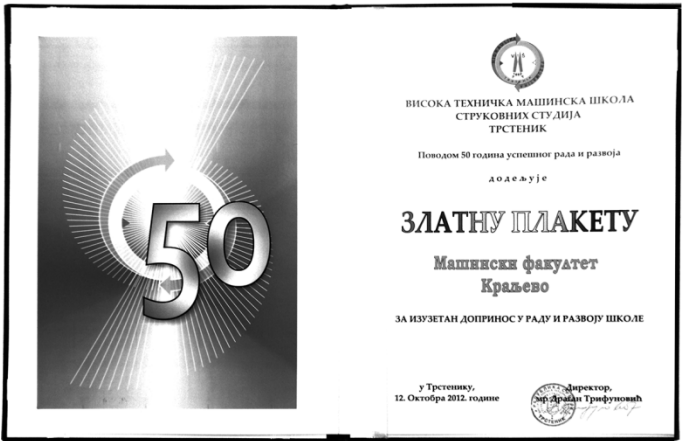 50
ВИСОКА ТЕХНИЧКА МАШИНСКА ШКОЛА
СТРУКОВНИХ СТУДИЈА
ТРСТЕНИК
Поводом 50 година успешног рада и развоја
додељује
ЗЛАТНУ ПЛАКЕТУ
Машински факултет
Краљево
ЗА ИЗУЗЕТАН ДОПРИНОС У РАДУ И РАЗВОЈУ ШКОЛЕ
у Трстенику,
12. Октобра 2012. године
Директор,
мр Драган Трифуновић